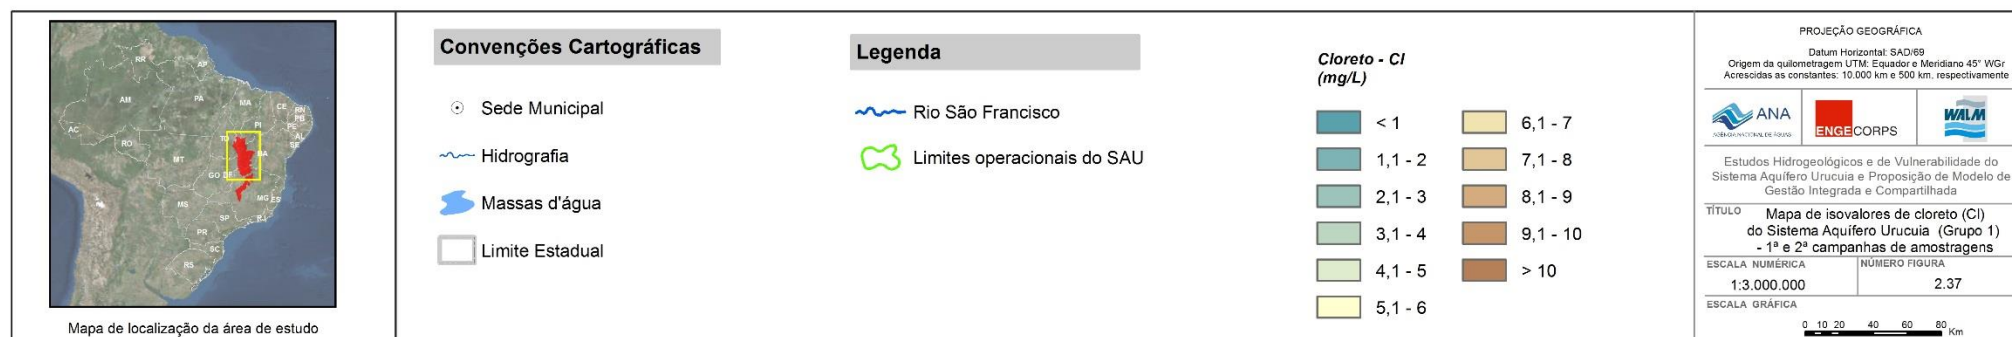 RR
AP
AM
PA
MA
CE
RN
PB
PE
AL
SE
PI
AC
RO
TO
BA
MT
GO
DF
MG
ES
MS
SP
RJ
PR
SC
RS
Mapa de localização da área de estudo
Convenções Cartográficas
Sede Municipal
Hidrografia
Massas d'água
Limite Estadual
Legenda
Rio São Francisco
Limites operacionais do SAU
Cloreto - Cl
(mg/L)
< 1
1,1 - 2
2,1 - 3
3,1 - 4
4,1 - 5
5,1 - 6
6,1 - 7
7,1 - 8
8,1 - 9
9,1 - 10
> 10
PROJEÇÃO GEOGRÁFICA
Datum Horizontal: SAD/69
Origem da quilometragem UTM: Equador e Meridiano 45° WGr
Acrescidas as constantes: 10.000 km e 500 km, respectivamente
ANA
AGÊNCIA NACIONAL DE ÁGUAS
ENGECORPS
WALM
Estudos Hidrogeológicos e de Vulnerabilidade do
Sistema Aquífero Urucuia e Proposição de Modelo de
Gestão Integrada e Compartilhada
TÍTULO
Mapa de isovalores de cloreto (Cl)
do Sistema Aquífero Urucuia (Grupo 1)
- 1ª e 2ª campanhas de amostragens
ESCALA NUMÉRICA
1:3.000.000
NÚMERO FIGURA
2.37
ESCALA GRÁFICA
0 10 20 40 60 80 Km